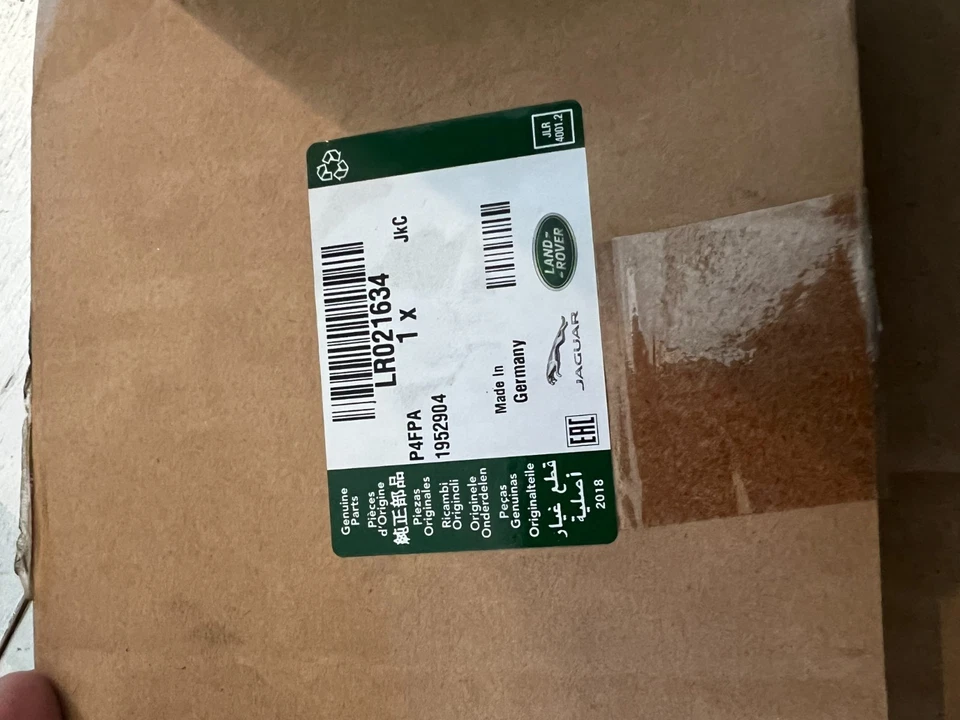 Genuine
Parts
Pièces
d'Origine
純正部品
Piezas
Originales
Ricambi
Originali
Originele
Onderdelen
Peças
Genuinas
Originalteile
قطع غيار
أصلية
2018
LR021634
1 x
JkC
P4FPA
1952904
Made In
Germany
EAC
JAGUAR
LAND-
-ROVER
JLR
4001.2